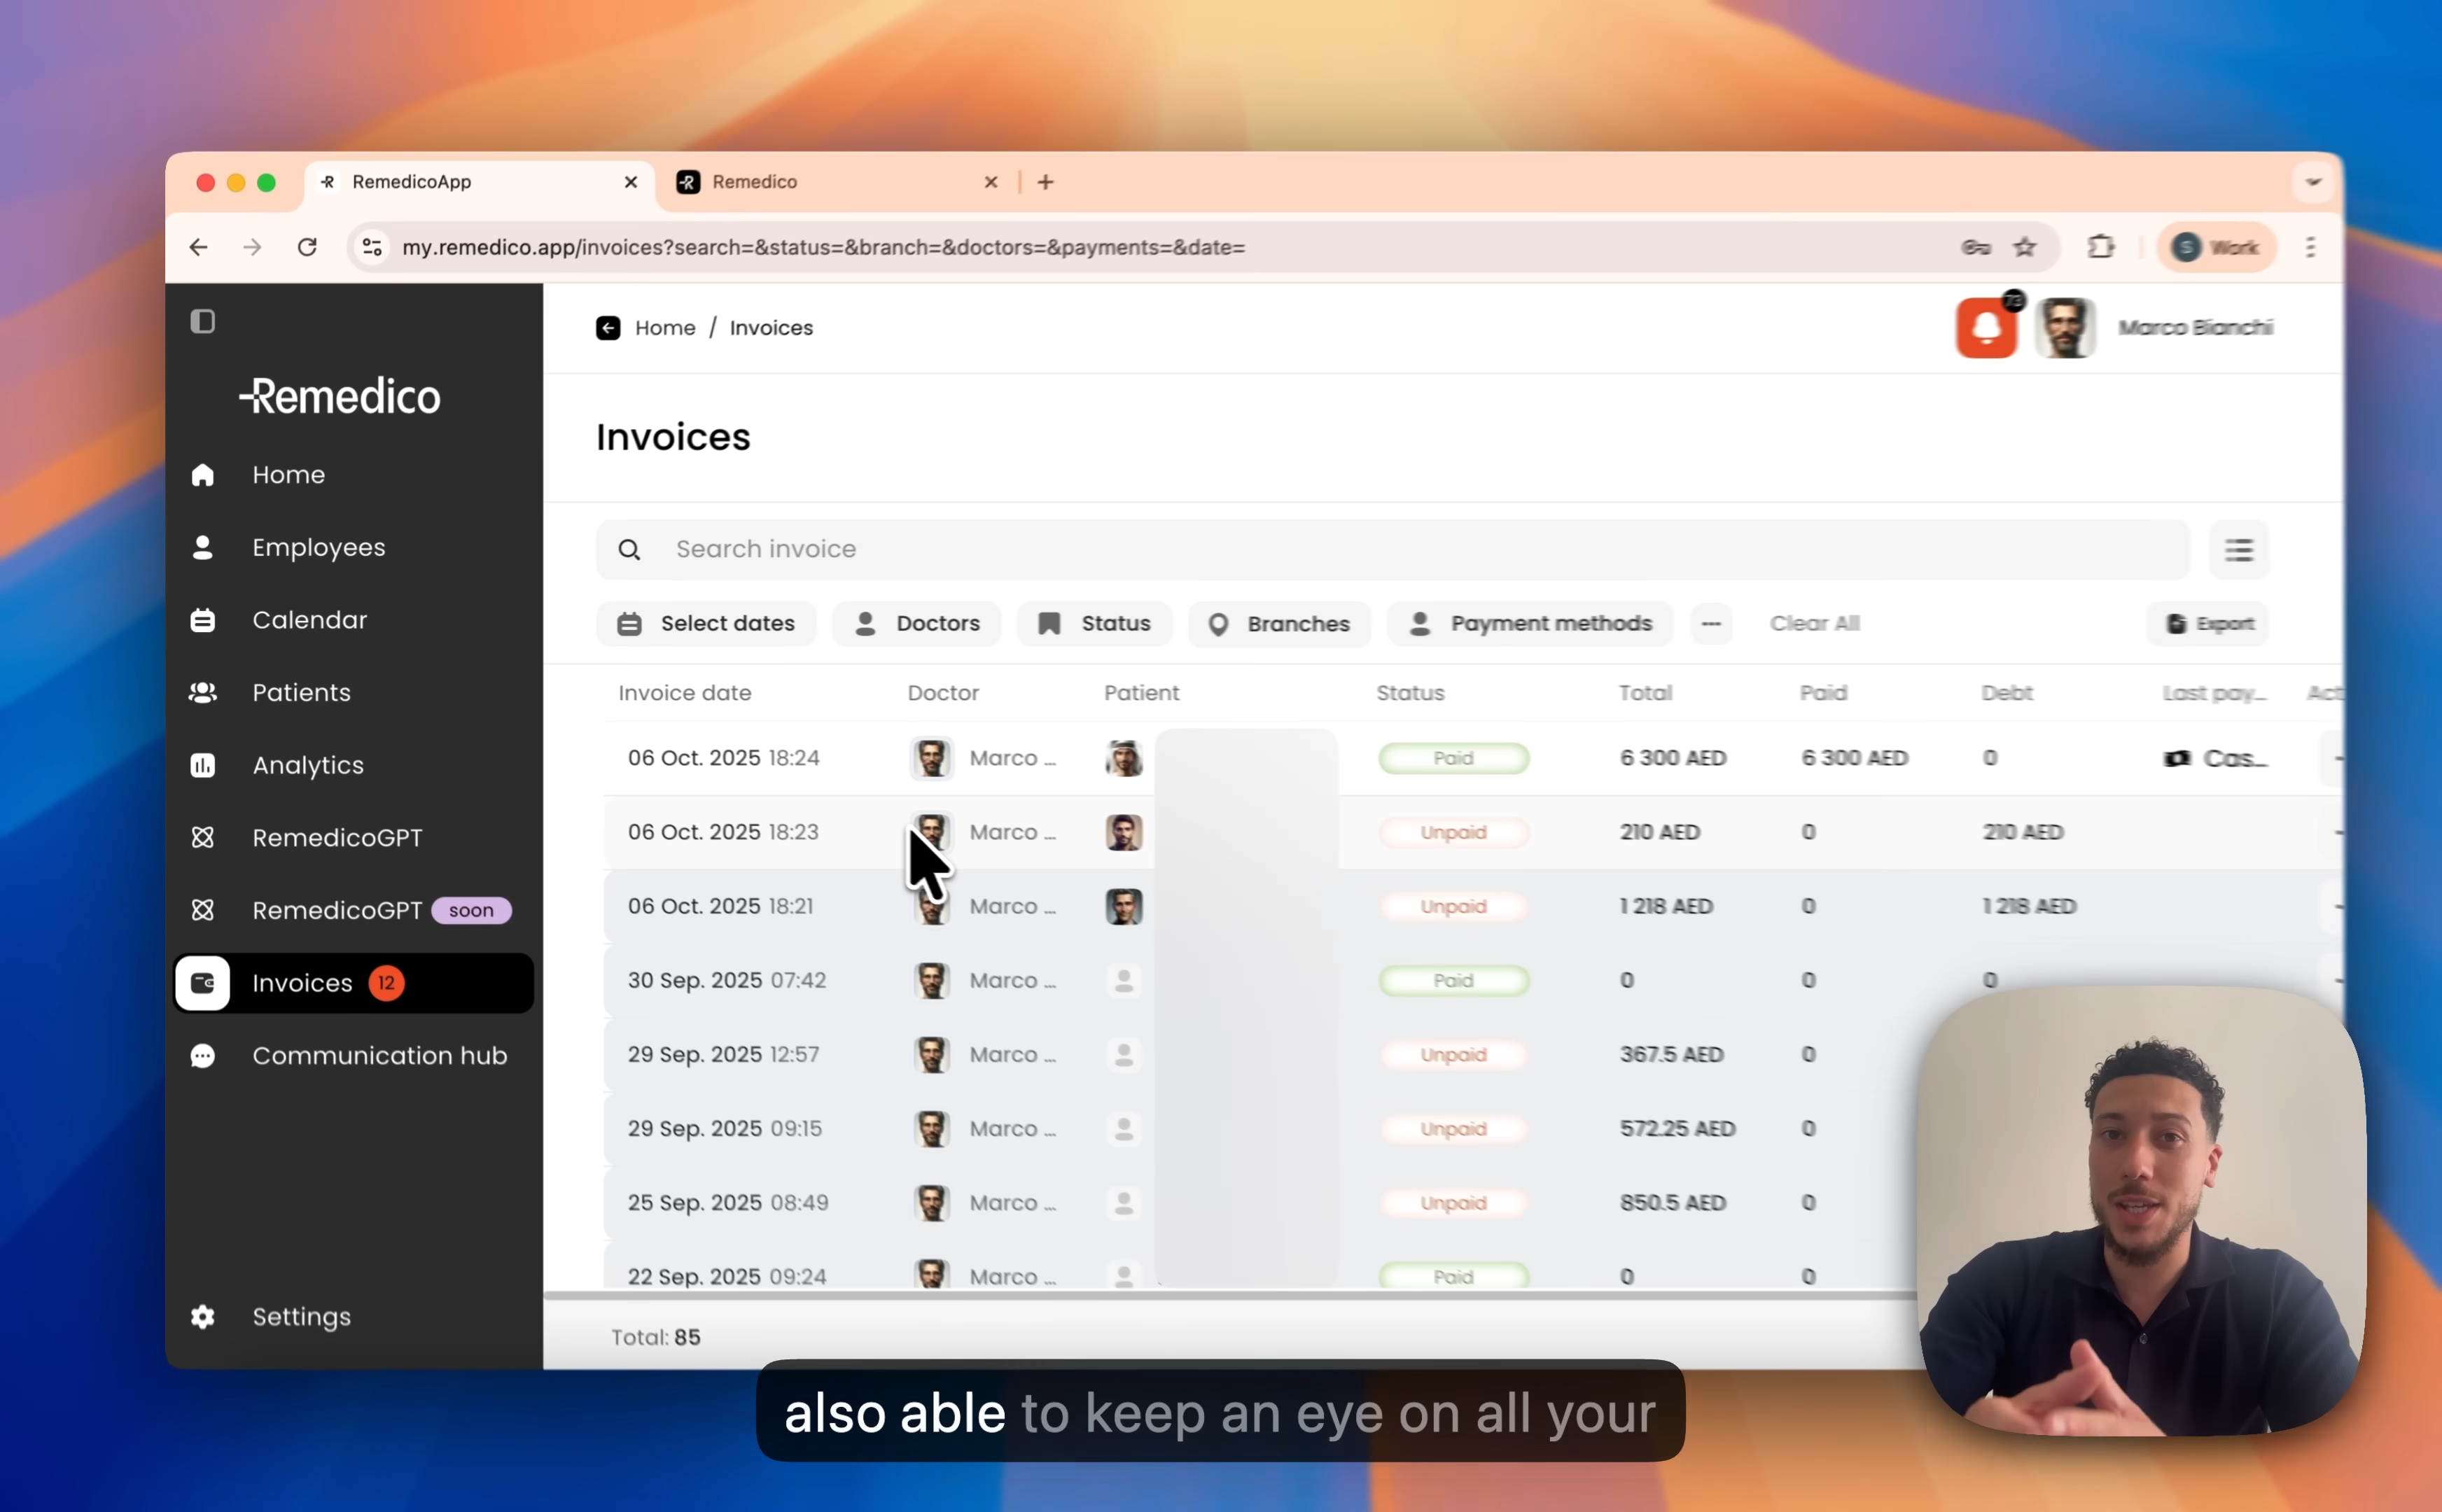 RemedicoApp
Remedico
my.remedico.app/invoices?search=&status=&branch=&doctors=&payments=&date=
S Work
Home / Invoices
73
Marco Bianchi
Remedico
Home
Employees
Calendar
Patients
Analytics
RemedicoGPT
RemedicoGPT soon
Invoices 12
Communication hub
Settings
Invoices
Search invoice
Select dates Doctors Status Branches Payment methods Clear All Export
Invoice date Doctor Patient Status Total Paid Debt Last pay... Act
06 Oct. 2025 18:24 Marco ... Paid 6 300 AED 6 300 AED 0 Cas...
06 Oct. 2025 18:23 Marco ... Unpaid 210 AED 0 210 AED
06 Oct. 2025 18:21 Marco ... Unpaid 1 218 AED 0 1 218 AED
30 Sep. 2025 07:42 Marco ... Paid 0 0 0
29 Sep. 2025 12:57 Marco ... Unpaid 367.5 AED 0
29 Sep. 2025 09:15 Marco ... Unpaid 572.25 AED 0
25 Sep. 2025 08:49 Marco ... Unpaid 850.5 AED 0
22 Sep. 2025 09:24 Marco ... Paid 0 0
Total: 85
also able to keep an eye on all your